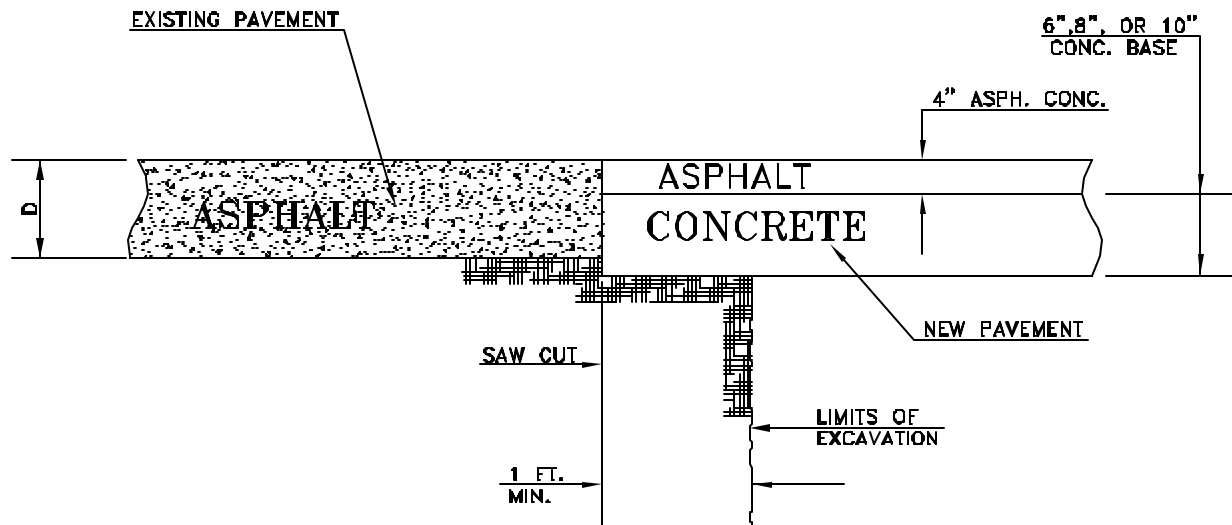 EXISTING PAVEMENT
6",8", OR 10"
CONC. BASE
4" ASPH. CONC.
D
ASPHALT
ASPHALT
CONCRETE
NEW PAVEMENT
SAW CUT
LIMITS OF
EXCAVATION
1 FT.
MIN.